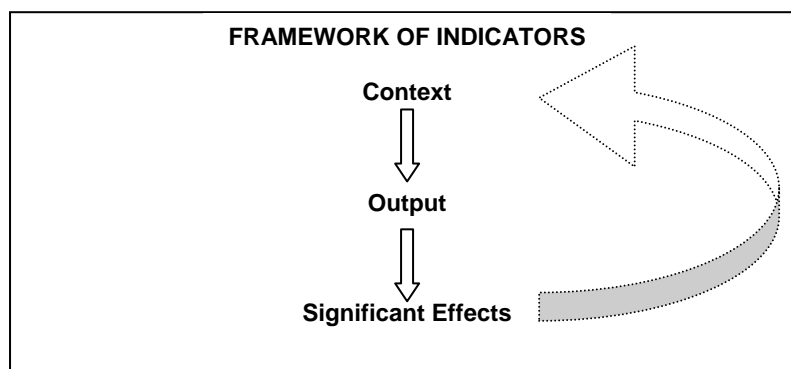 FRAMEWORK OF INDICATORS
Context
Output
Significant Effects